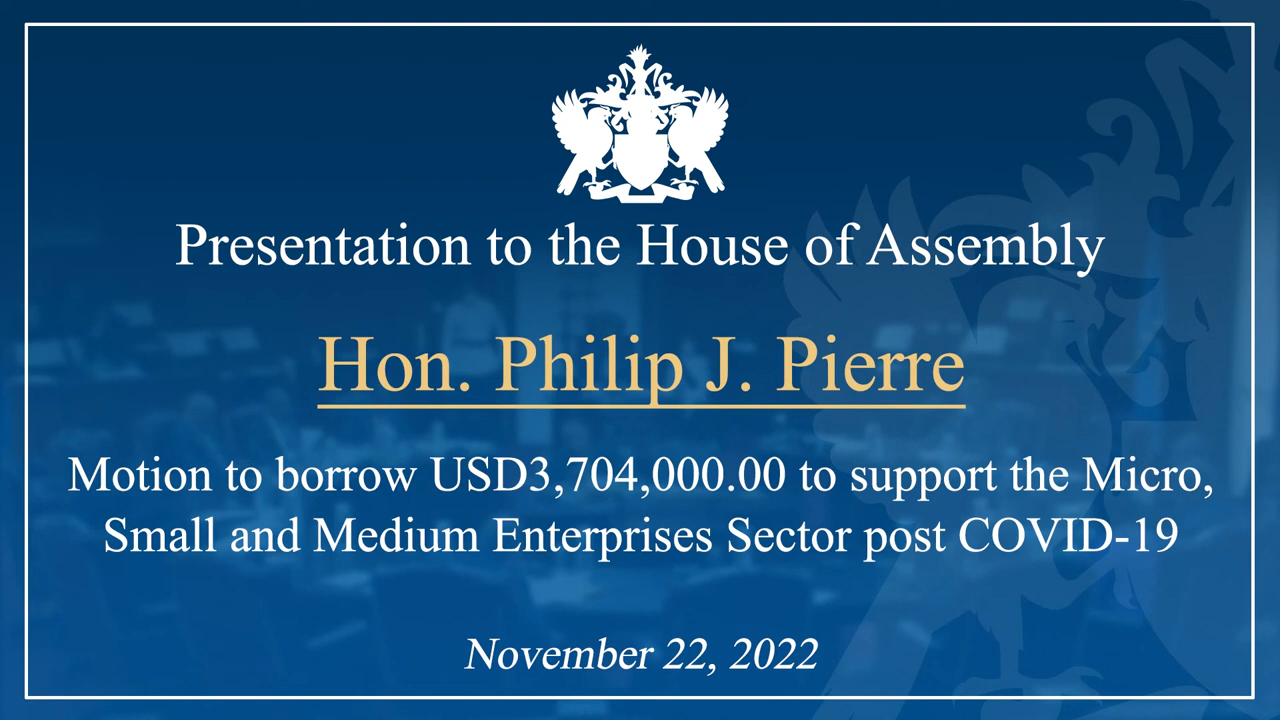 Presentation to the House of Assembly
Hon. Philip J. Pierre
Motion to borrow USD3,704,000.00 to support the Micro,
Small and Medium Enterprises Sector post COVID-19
November 22, 2022